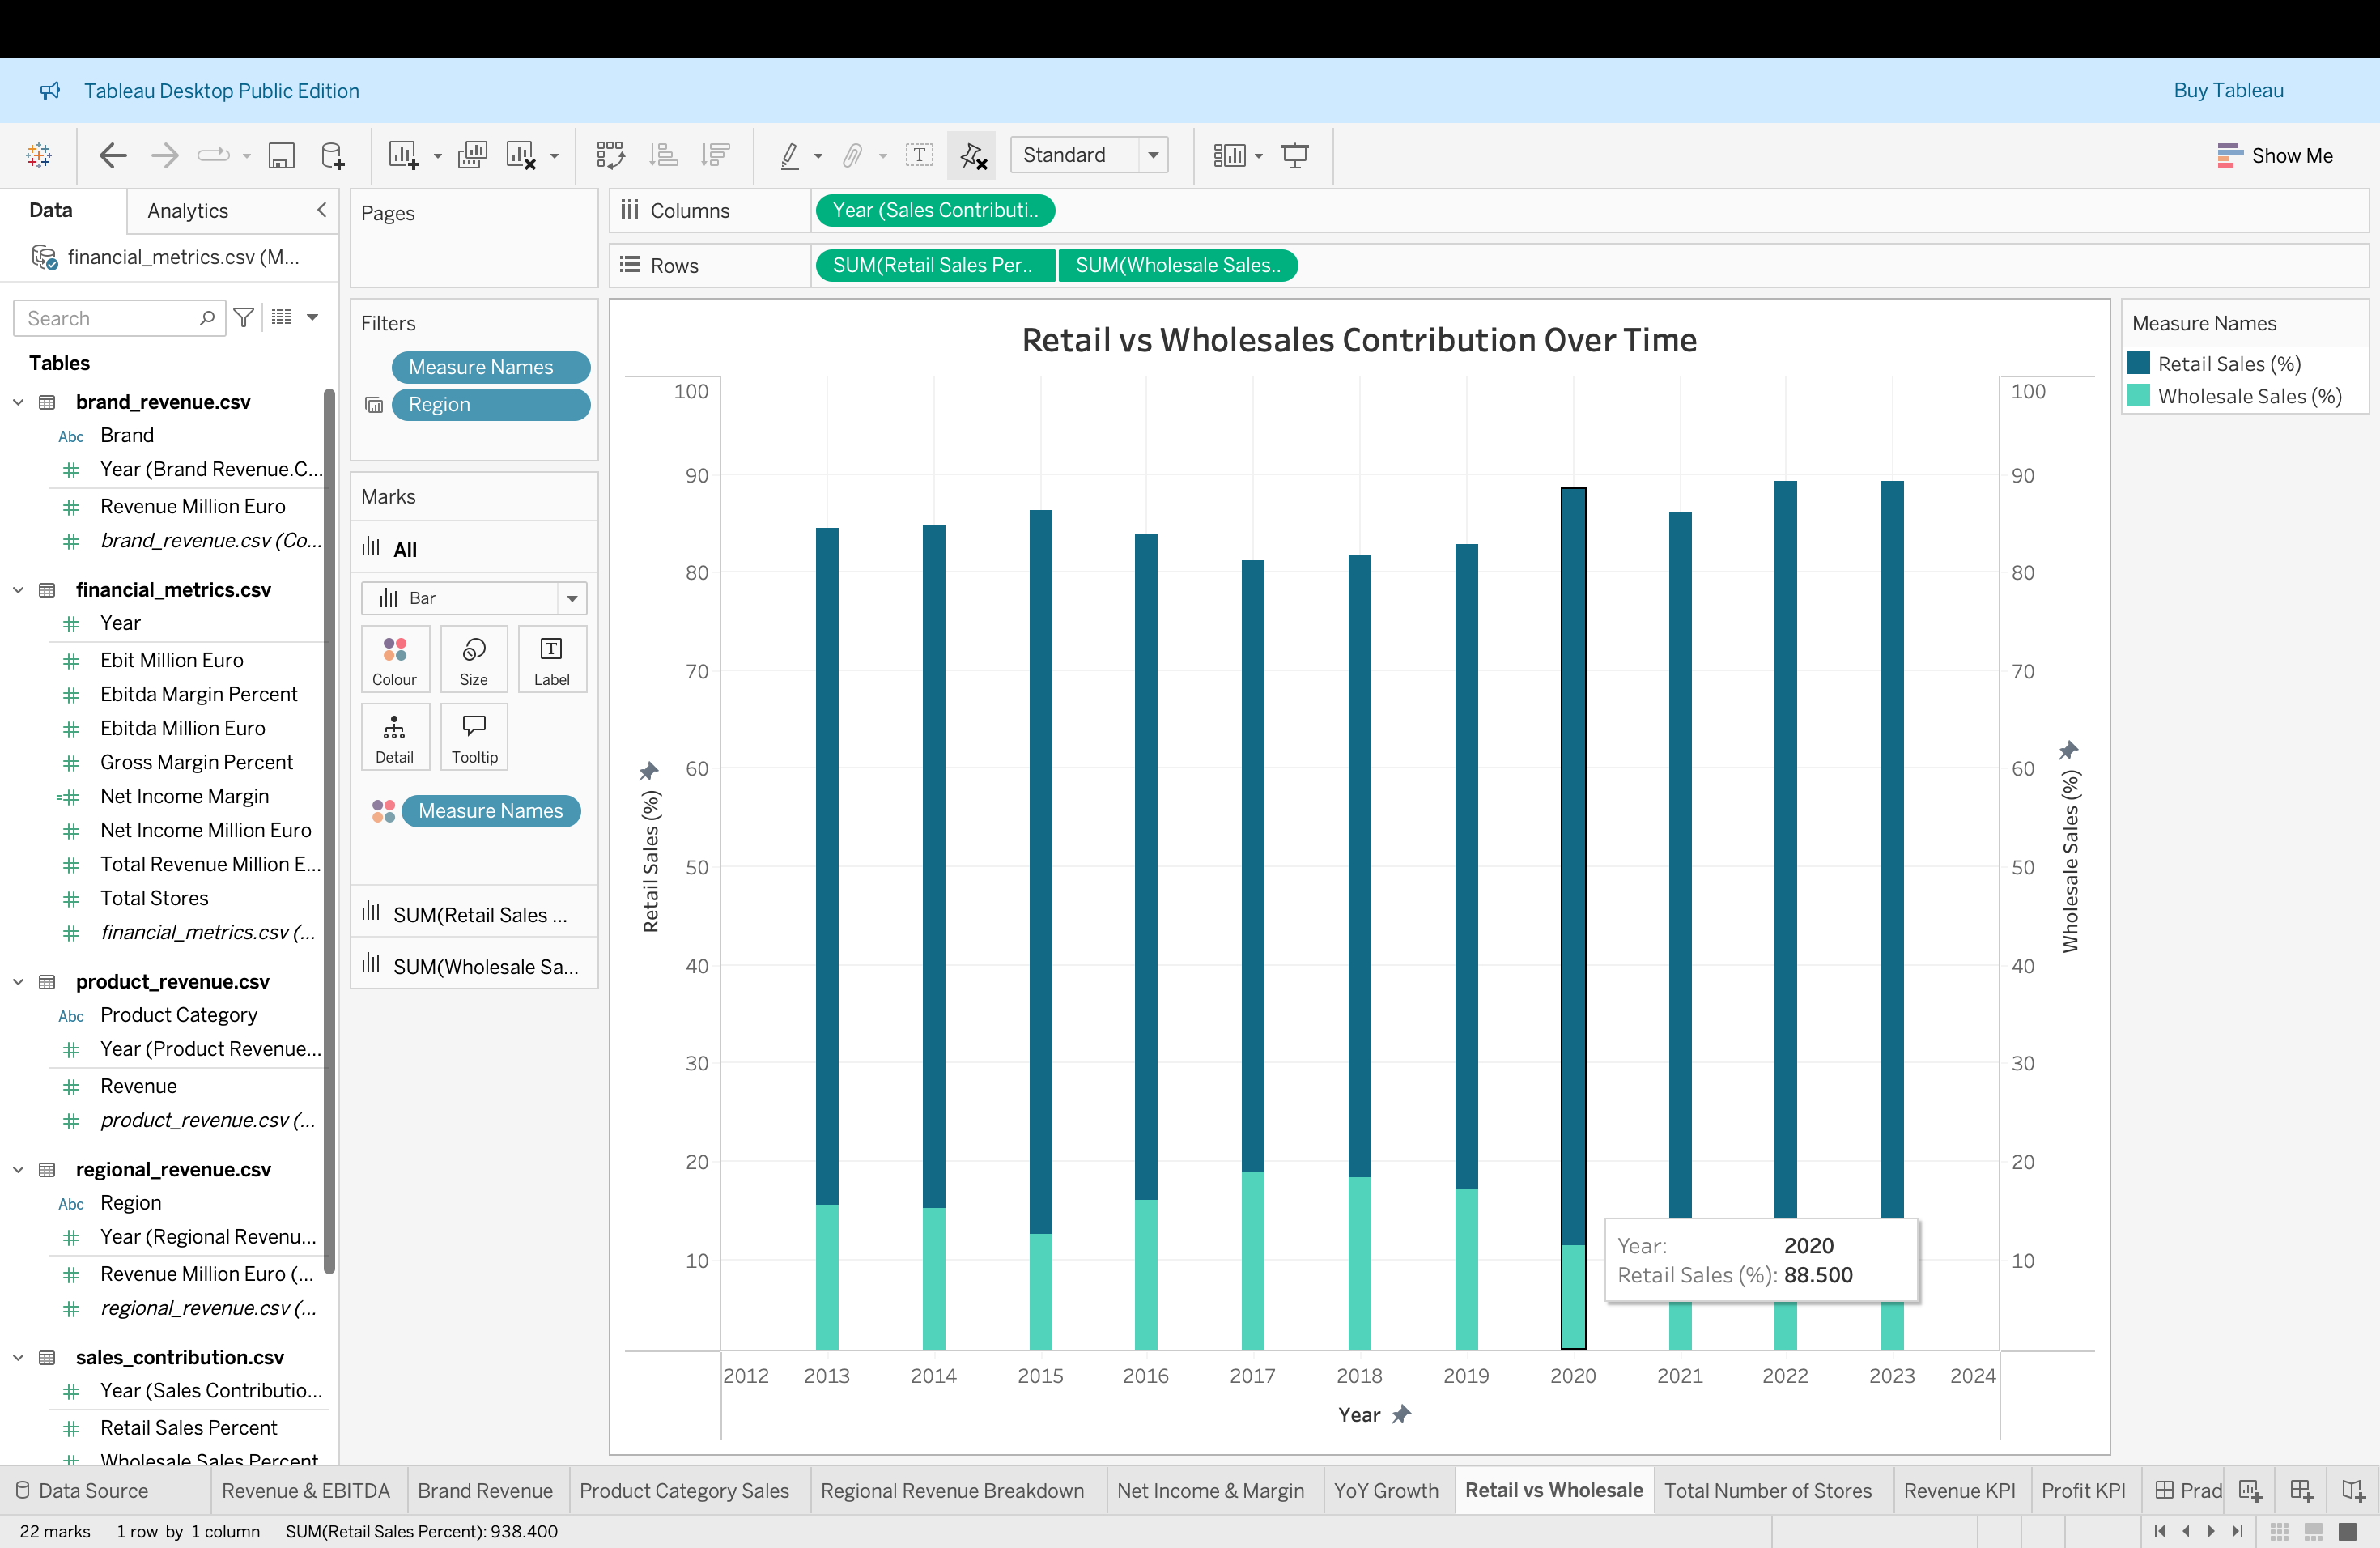 Tableau Desktop Public Edition
Buy Tableau
Standard
Show Me
Data
Analytics
financial_metrics.csv (M...
Search
Tables
brand_revenue.csv
Abc Brand
Year (Brand Revenue.C...
Revenue Million Euro
brand_revenue.csv (Co...
financial_metrics.csv
Year
Ebit Million Euro
Ebitda Margin Percent
Ebitda Million Euro
Gross Margin Percent
Net Income Margin
Net Income Million Euro
Total Revenue Million E...
Total Stores
financial_metrics.csv (...
product_revenue.csv
Abc Product Category
Year (Product Revenue...
Revenue
product_revenue.csv (...
regional_revenue.csv
Abc Region
Year (Regional Revenu...
Revenue Million Euro (...
regional_revenue.csv (...
sales_contribution.csv
Year (Sales Contributio...
Retail Sales Percent
Wholesale Sales Percent
Pages
Filters
Measure Names
Region
Marks
All
Bar
Colour
Size
Label
Detail
Tooltip
Measure Names
SUM(Retail Sales ...
SUM(Wholesale Sa...
Columns
Year (Sales Contributi..
Rows
SUM(Retail Sales Per..
SUM(Wholesale Sales..
Retail vs Wholesales Contribution Over Time
Retail Sales (%)
100
90
80
70
60
50
40
30
20
10
100
90
80
70
60
50
40
30
20
10
Wholesale Sales (%)
Year: 2020
Retail Sales (%): 88.500
2012 2013 2014 2015 2016 2017 2018 2019 2020 2021 2022 2023 2024
Year
Measure Names
Retail Sales (%)
Wholesale Sales (%)
Data Source
Revenue & EBITDA
Brand Revenue
Product Category Sales
Regional Revenue Breakdown
Net Income & Margin
YoY Growth
Retail vs Wholesale
Total Number of Stores
Revenue KPI
Profit KPI
Prad
22 marks
1 row by 1 column
SUM(Retail Sales Percent): 938.400